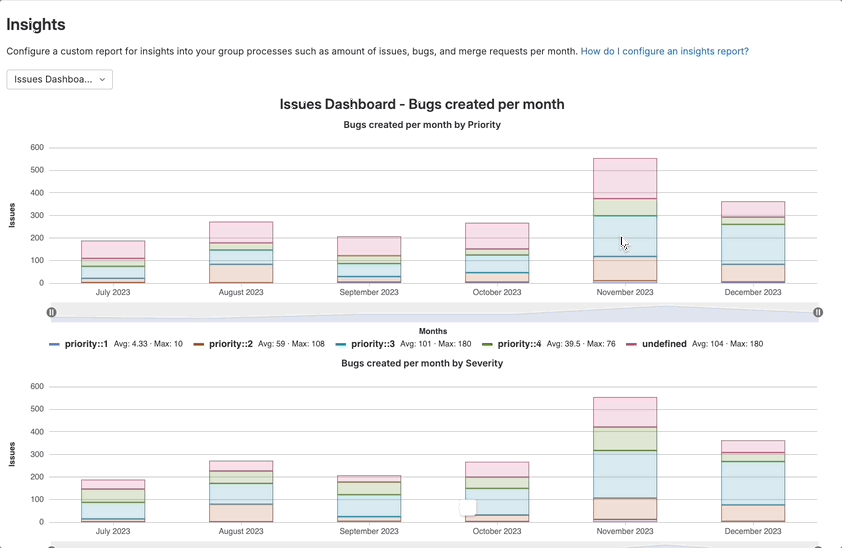 Insights
Configure a custom report for insights into your group processes such as amount of issues, bugs, and merge requests per month. How do I configure an insights report?
Issues Dashboa...
Issues Dashboard - Bugs created per month
Bugs created per month by Priority
600
500
400
300
200
100
0
Issues
July 2023 August 2023 September 2023 October 2023 November 2023 December 2023
Months
priority::1 Avg: 4.33 · Max: 10 priority::2 Avg: 59 · Max: 108 priority::3 Avg: 101 · Max: 180 priority::4 Avg: 39.5 · Max: 76 undefined Avg: 104 · Max: 180
Bugs created per month by Severity
600
500
400
300
200
100
0
Issues
July 2023 August 2023 September 2023 October 2023 November 2023 December 2023